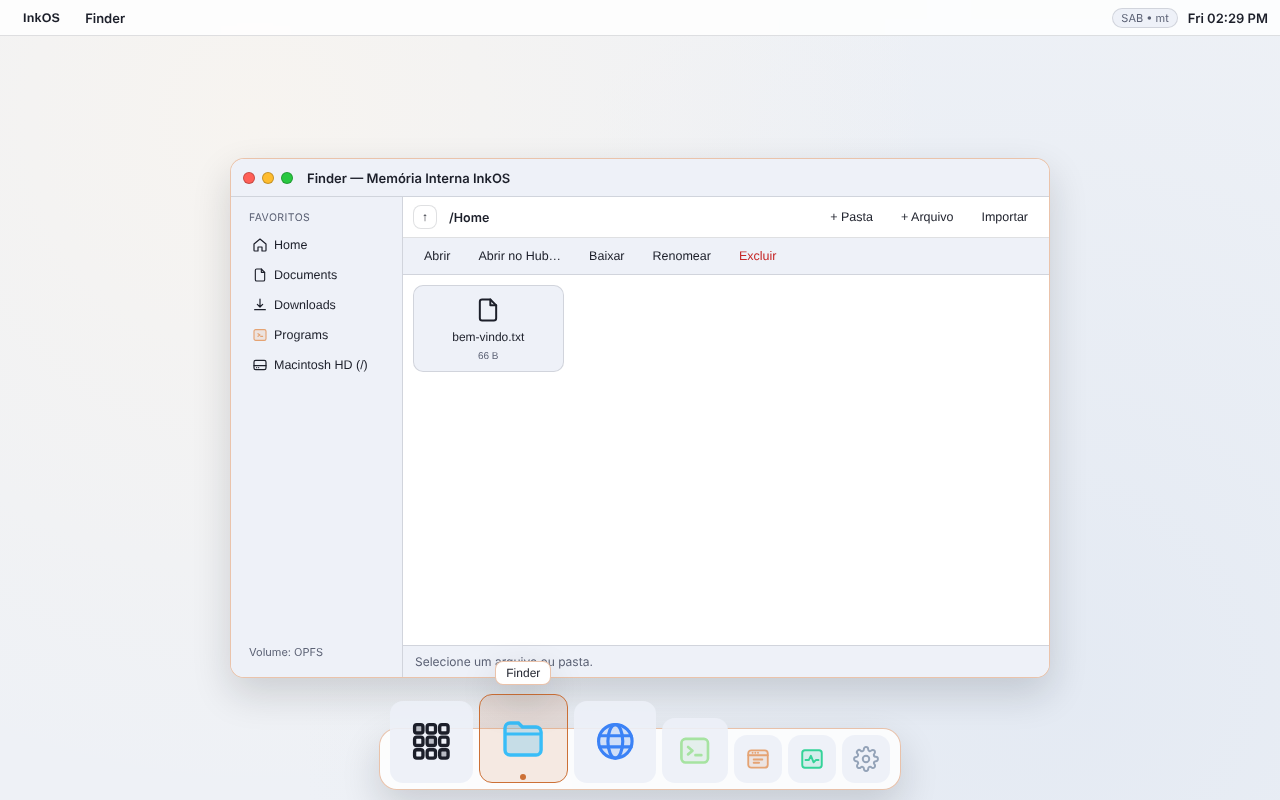 InkOS Finder SAB • mt Fri 02:29 PM
Finder — Memória Interna InkOS
FAVORITOS
Home
Documents
Downloads
Programs
Macintosh HD (/)
Volume: OPFS
↑ /Home + Pasta + Arquivo Importar
Abrir Abrir no Hub… Baixar Renomear Excluir
bem-vindo.txt
66 B
Selecione um arquivo ou pasta.
Finder